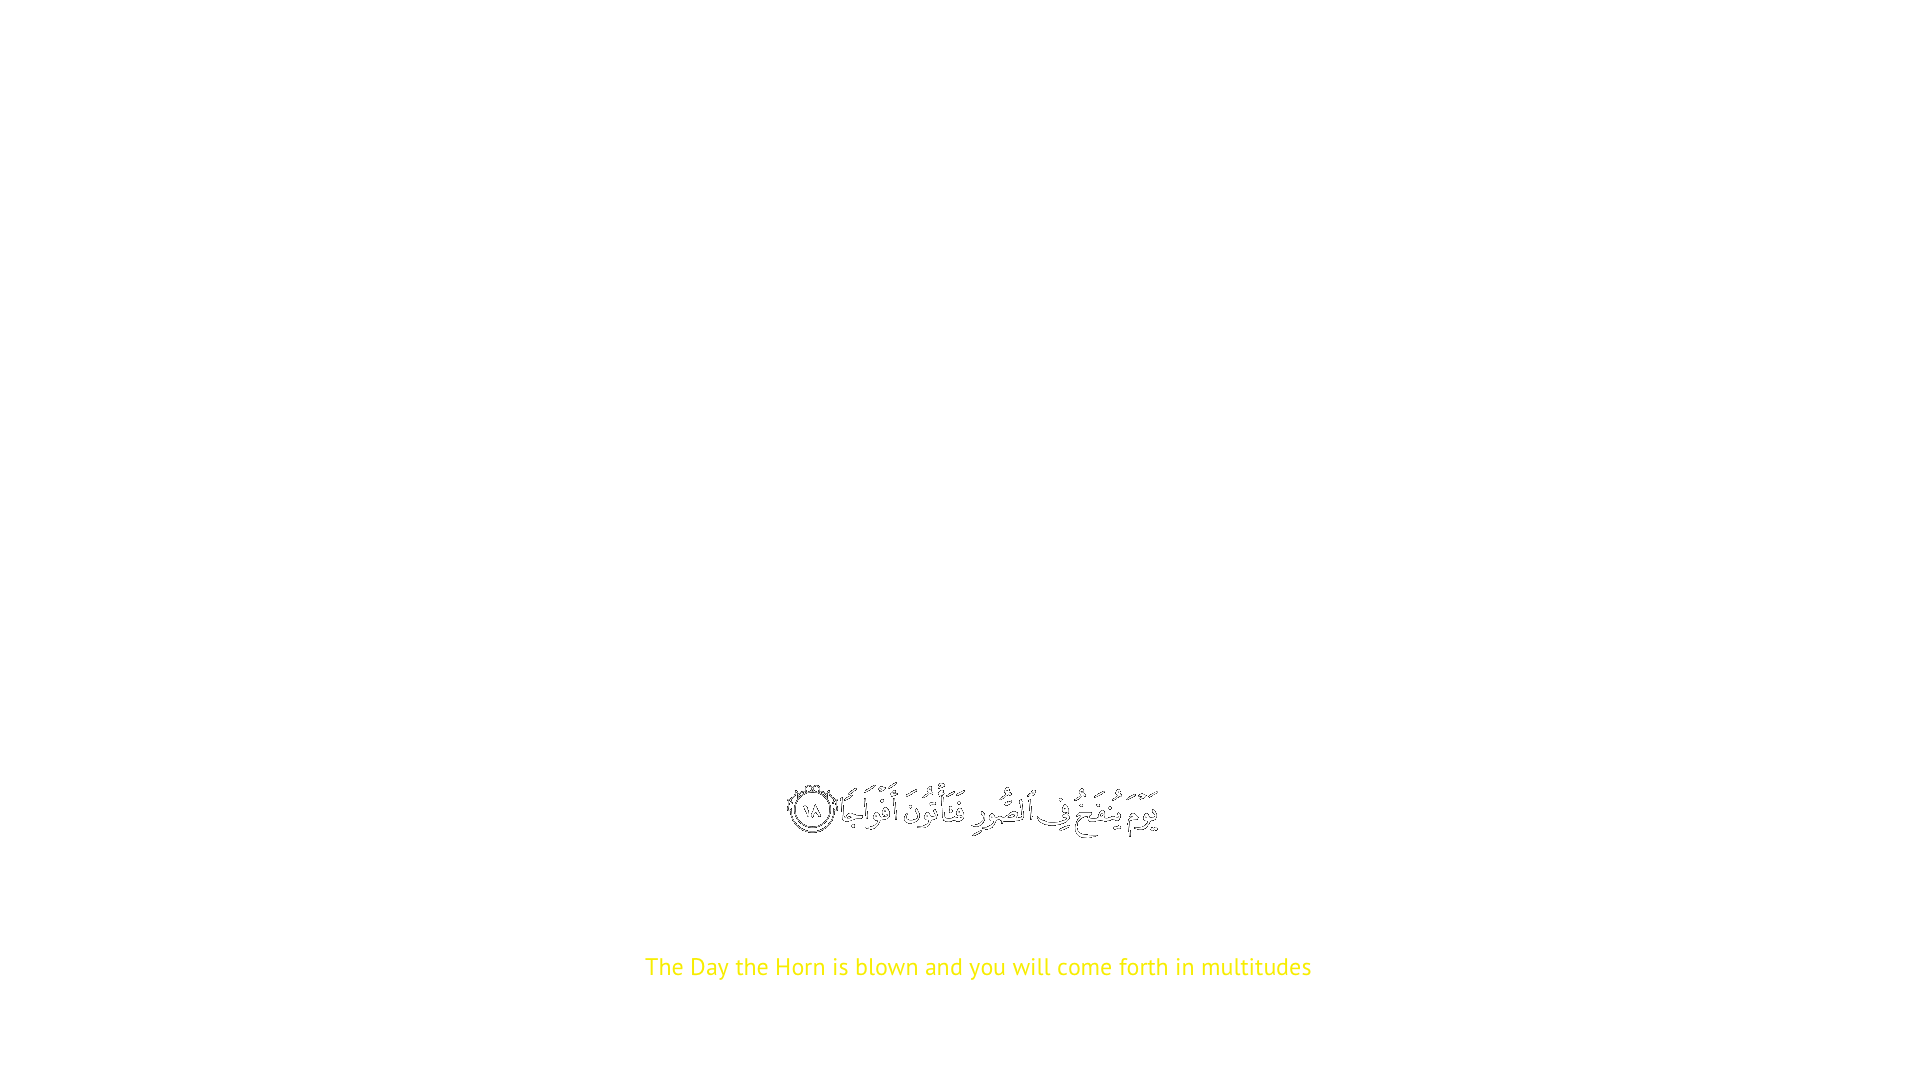 يَوْمَ يُنفَخُ فِى ٱلصُّورِ فَتَأْتُونَ أَفْوَاجًا ١٨
The Day the Horn is blown and you will come forth in multitudes